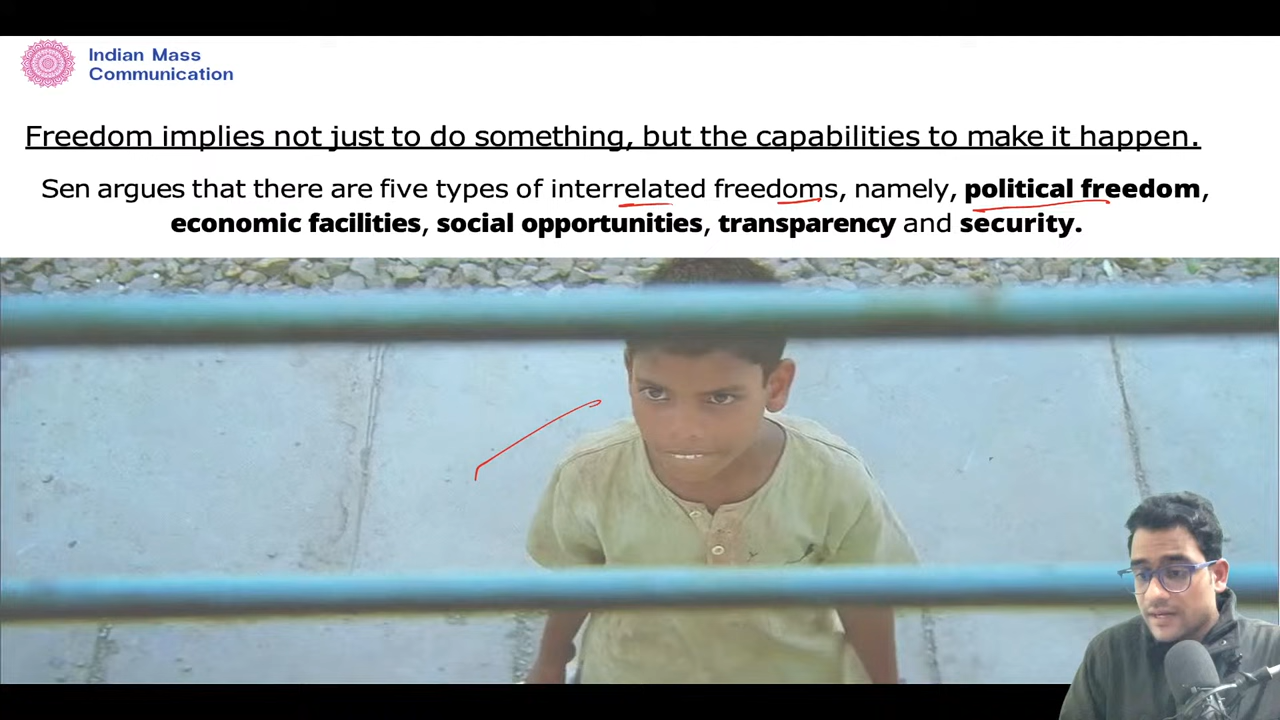 Indian Mass
Communication
Freedom implies not just to do something, but the capabilities to make it happen.
Sen argues that there are five types of interrelated freedoms, namely, political freedom,
economic facilities, social opportunities, transparency and security.